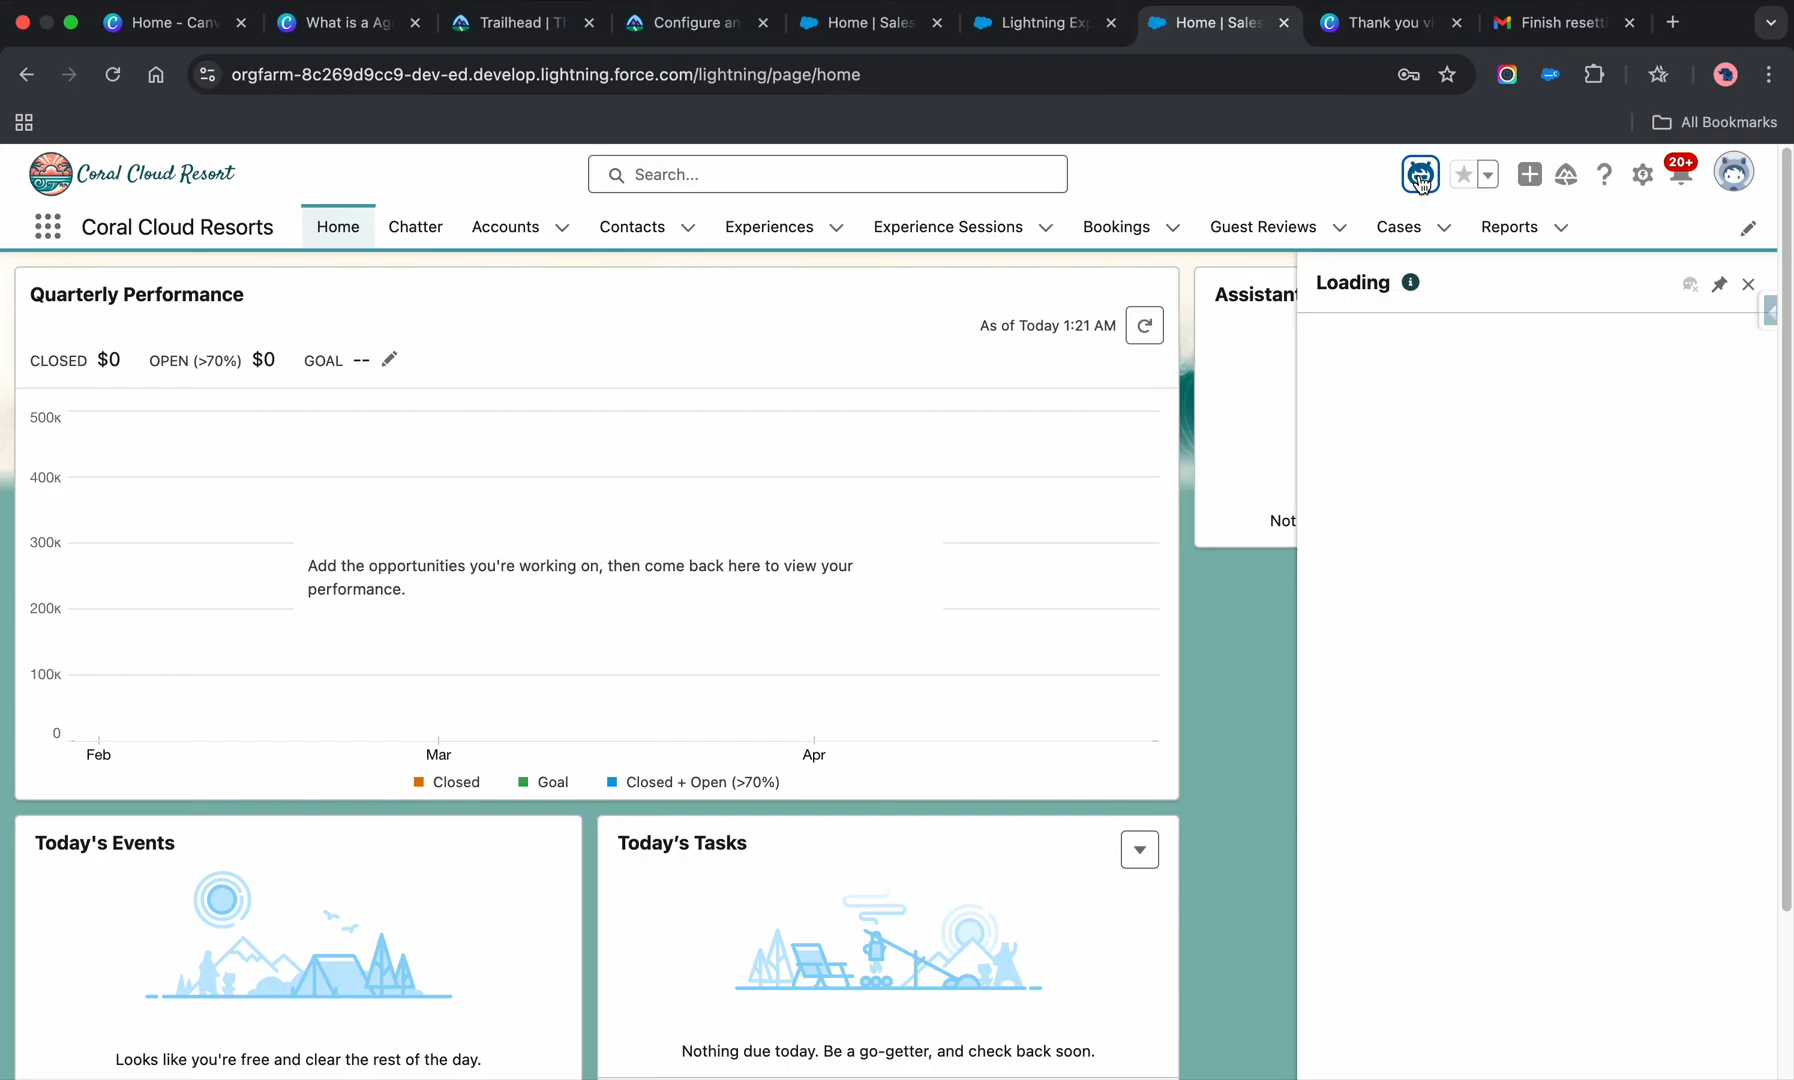 Home - Canv
What is a Age
Trailhead | Th
Configure an
Home | Sales
Lightning Exp
Home | Sales
Thank you vi
Finish resetti
orgfarm-8c269d9cc9-dev-ed.develop.lightning.force.com/lightning/page/home
All Bookmarks
Coral Cloud Resort
Search...
20+
Coral Cloud Resorts
Home
Chatter
Accounts
Contacts
Experiences
Experience Sessions
Bookings
Guest Reviews
Cases
Reports
Quarterly Performance
As of Today 1:21 AM
CLOSED $0 OPEN (>70%) $0 GOAL --
500K
400K
300K
200K
100K
0
Add the opportunities you're working on, then come back here to view your
performance.
Feb
Mar
Apr
Closed
Goal
Closed + Open (>70%)
Assistant
Not
Loading
Today's Events
Looks like you're free and clear the rest of the day.
Today's Tasks
Nothing due today. Be a go-getter, and check back soon.